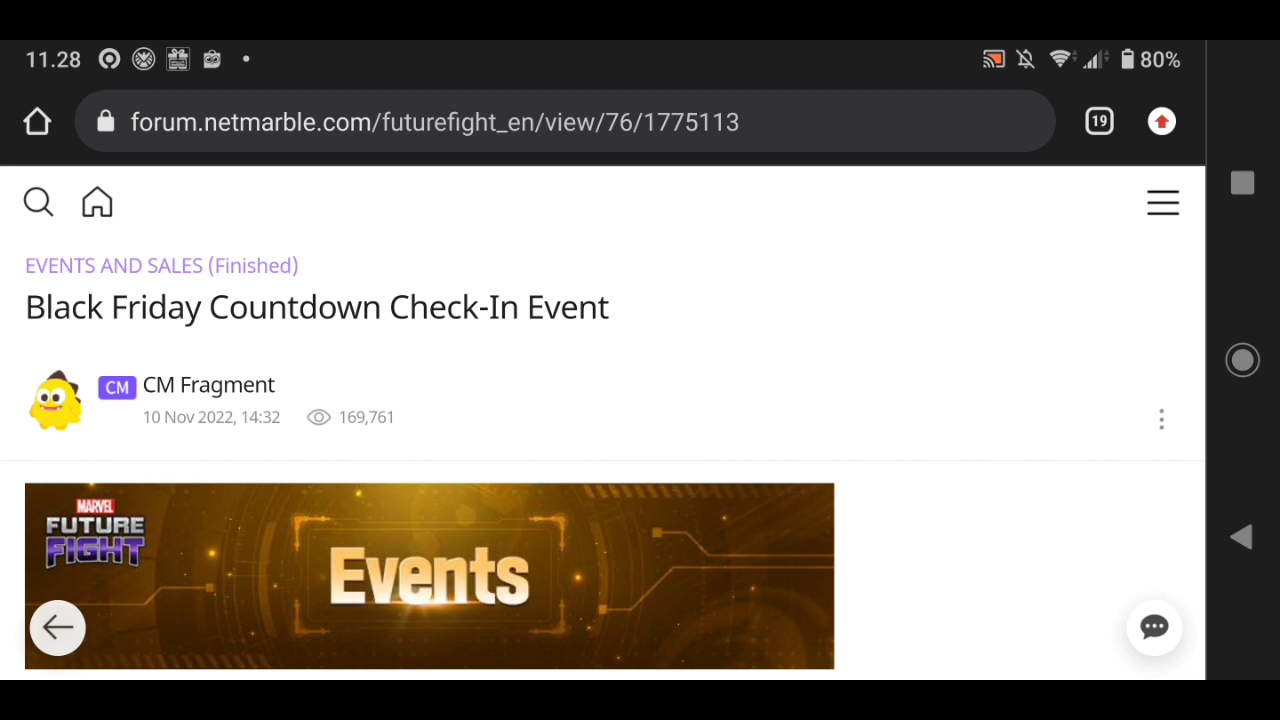 11.28
80%
forum.netmarble.com/futurefight_en/view/76/1775113
19
EVENTS AND SALES (Finished)
Black Friday Countdown Check-In Event
CM CM Fragment
10 Nov 2022, 14:32 169,761
MARVEL
FUTURE
FIGHT
Events